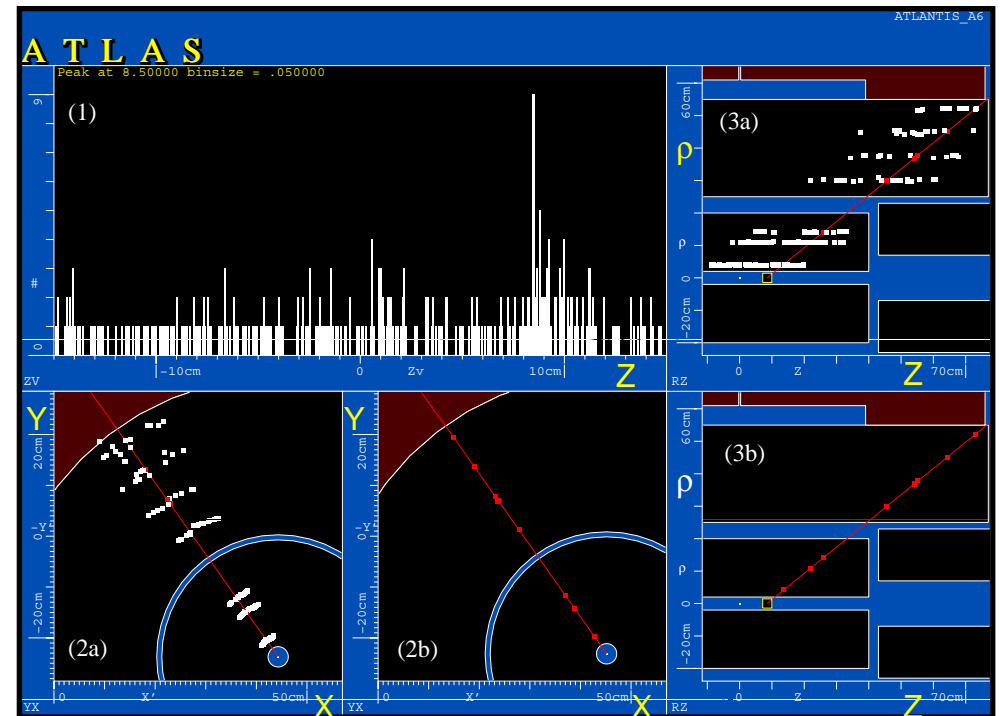 ATLANTIS_A6
A T L A S
Peak at 8.50000 binsize = .050000
(1)
9
#
0
-10cm
0
Zv
10cm
Z
ZV
(3a)
60cm
ρ
ρ
0
-20cm
0
Z
70cm
Z
RZ
Y
20cm
0
Y'
-20cm
(2a)
0
X'
50cm
X
YX
Y
20cm
0
Y'
-20cm
(2b)
0
X'
50cm
X
YX
(3b)
60cm
ρ
ρ
0
-20cm
0
Z
70cm
Z
RZ